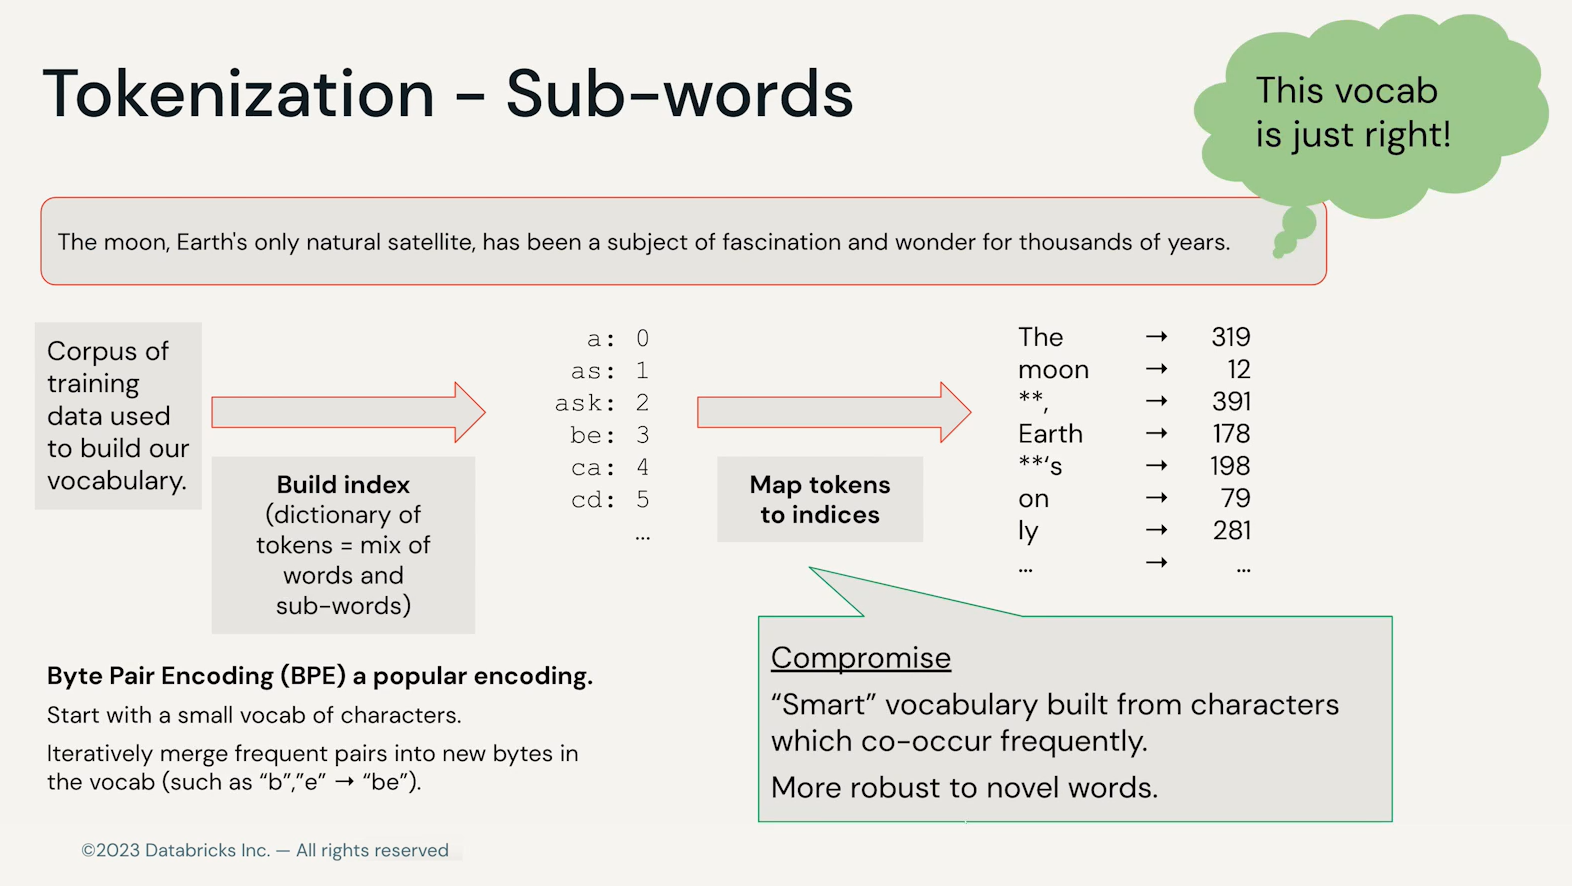 Tokenization - Sub-words
This vocab
is just right!
The moon, Earth's only natural satellite, has been a subject of fascination and wonder for thousands of years.
Corpus of
training
data used
to build our
vocabulary.
Build index
(dictionary of
tokens = mix of
words and
sub-words)
a: 0
as: 1
ask: 2
be: 3
ca: 4
cd: 5
…
Map tokens
to indices
The → 319
moon → 12
**, → 391
Earth → 178
**‘s → 198
on → 79
ly → 281
… → …
Byte Pair Encoding (BPE) a popular encoding.
Start with a small vocab of characters.
Iteratively merge frequent pairs into new bytes in
the vocab (such as “b”,”e” → “be”).
Compromise
“Smart” vocabulary built from characters
which co-occur frequently.
More robust to novel words.
©2023 Databricks Inc. — All rights reserved